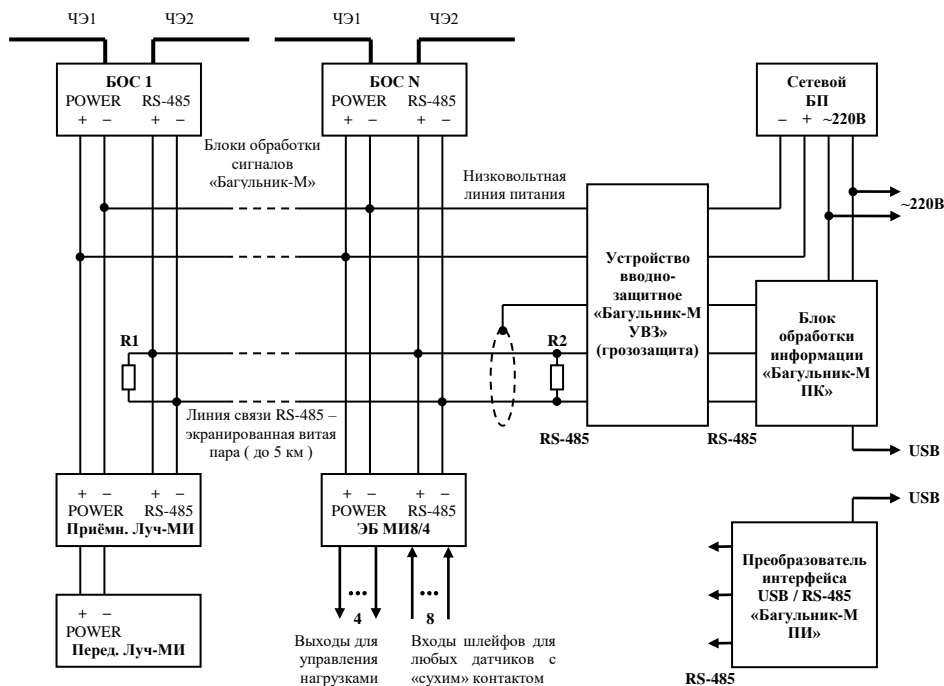 ЧЭ1 ЧЭ2 ЧЭ1 ЧЭ2
БОС 1
POWER RS-485
+ – + –
БОС N
POWER RS-485
+ – + –
Сетевой
БП
– + ~220В
Блоки обработки
сигналов
«Багульник-М»
Низковольтная
линия питания
~220В
Устройство
вводно-
защитное
«Багульник-М
УВЗ»
(грозозащита)
Блок
обработки
информации
«Багульник-М
ПК»
R1
R2
Линия связи RS-485 –
экранированная витая
пара ( до 5 км )
RS-485
RS-485
USB
+ – + –
POWER RS-485
Приёмн. Луч-МИ
+ – + –
POWER RS-485
ЭБ МИ8/4
USB
Преобразователь
интерфейса
USB / RS-485
«Багульник-М
ПИ»
RS-485
+ –
POWER
Перед. Луч-МИ
... ...
4 8
Выходы для
управления
нагрузками
Входы шлейфов для
любых датчиков с
«сухим» контактом